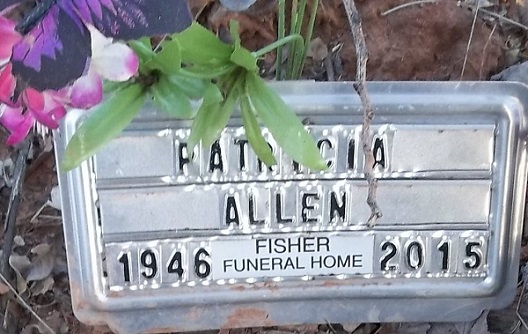 PATRICIA
ALLEN
1946 FISHER FUNERAL HOME 2015